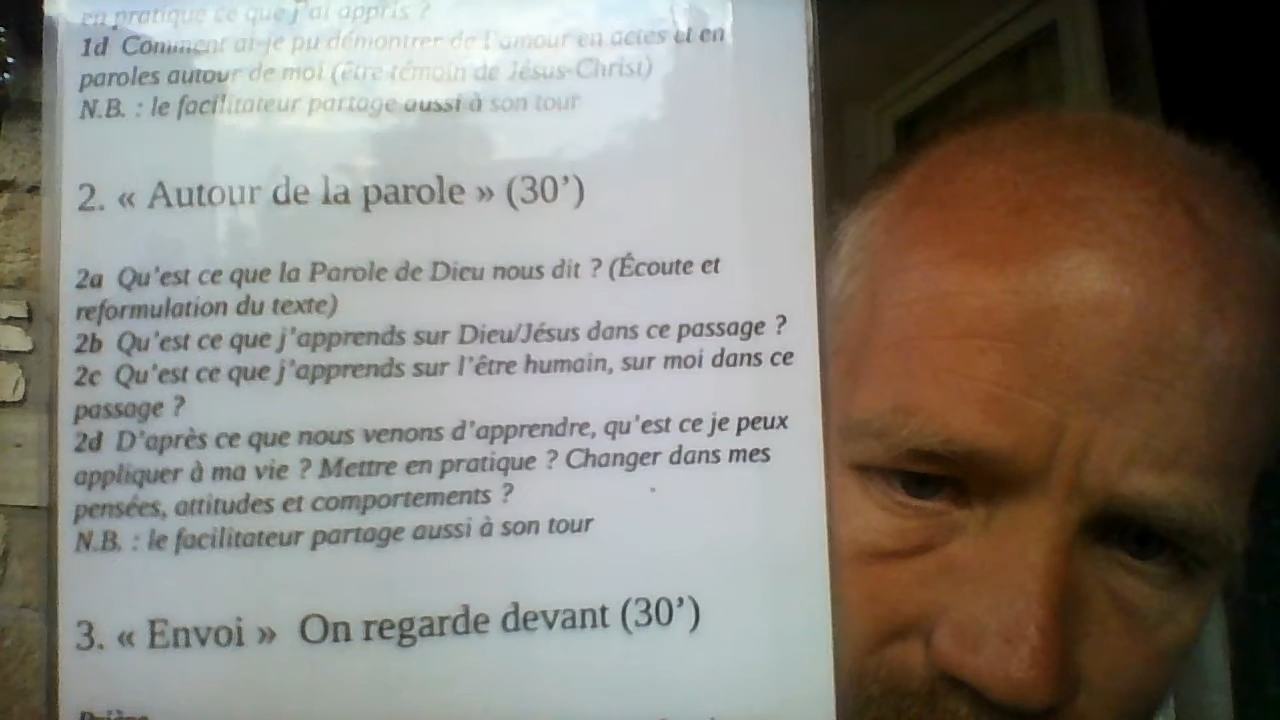 en pratique ce que j'ai appris ?
1d Comment ai-je pu démontrer de l'amour en actes et en
paroles autour de moi (être témoin de Jésus-Christ)
N.B. : le facilitateur partage aussi à son tour
2. « Autour de la parole » (30’)
2a Qu'est ce que la Parole de Dieu nous dit ? (Écoute et
reformulation du texte)
2b Qu'est ce que j'apprends sur Dieu/Jésus dans ce passage ?
2c Qu'est ce que j'apprends sur l'être humain, sur moi dans ce
passage ?
2d D'après ce que nous venons d'apprendre, qu'est ce je peux
appliquer à ma vie ? Mettre en pratique ? Changer dans mes
pensées, attitudes et comportements ?
N.B. : le facilitateur partage aussi à son tour
3. « Envoi » On regarde devant (30’)